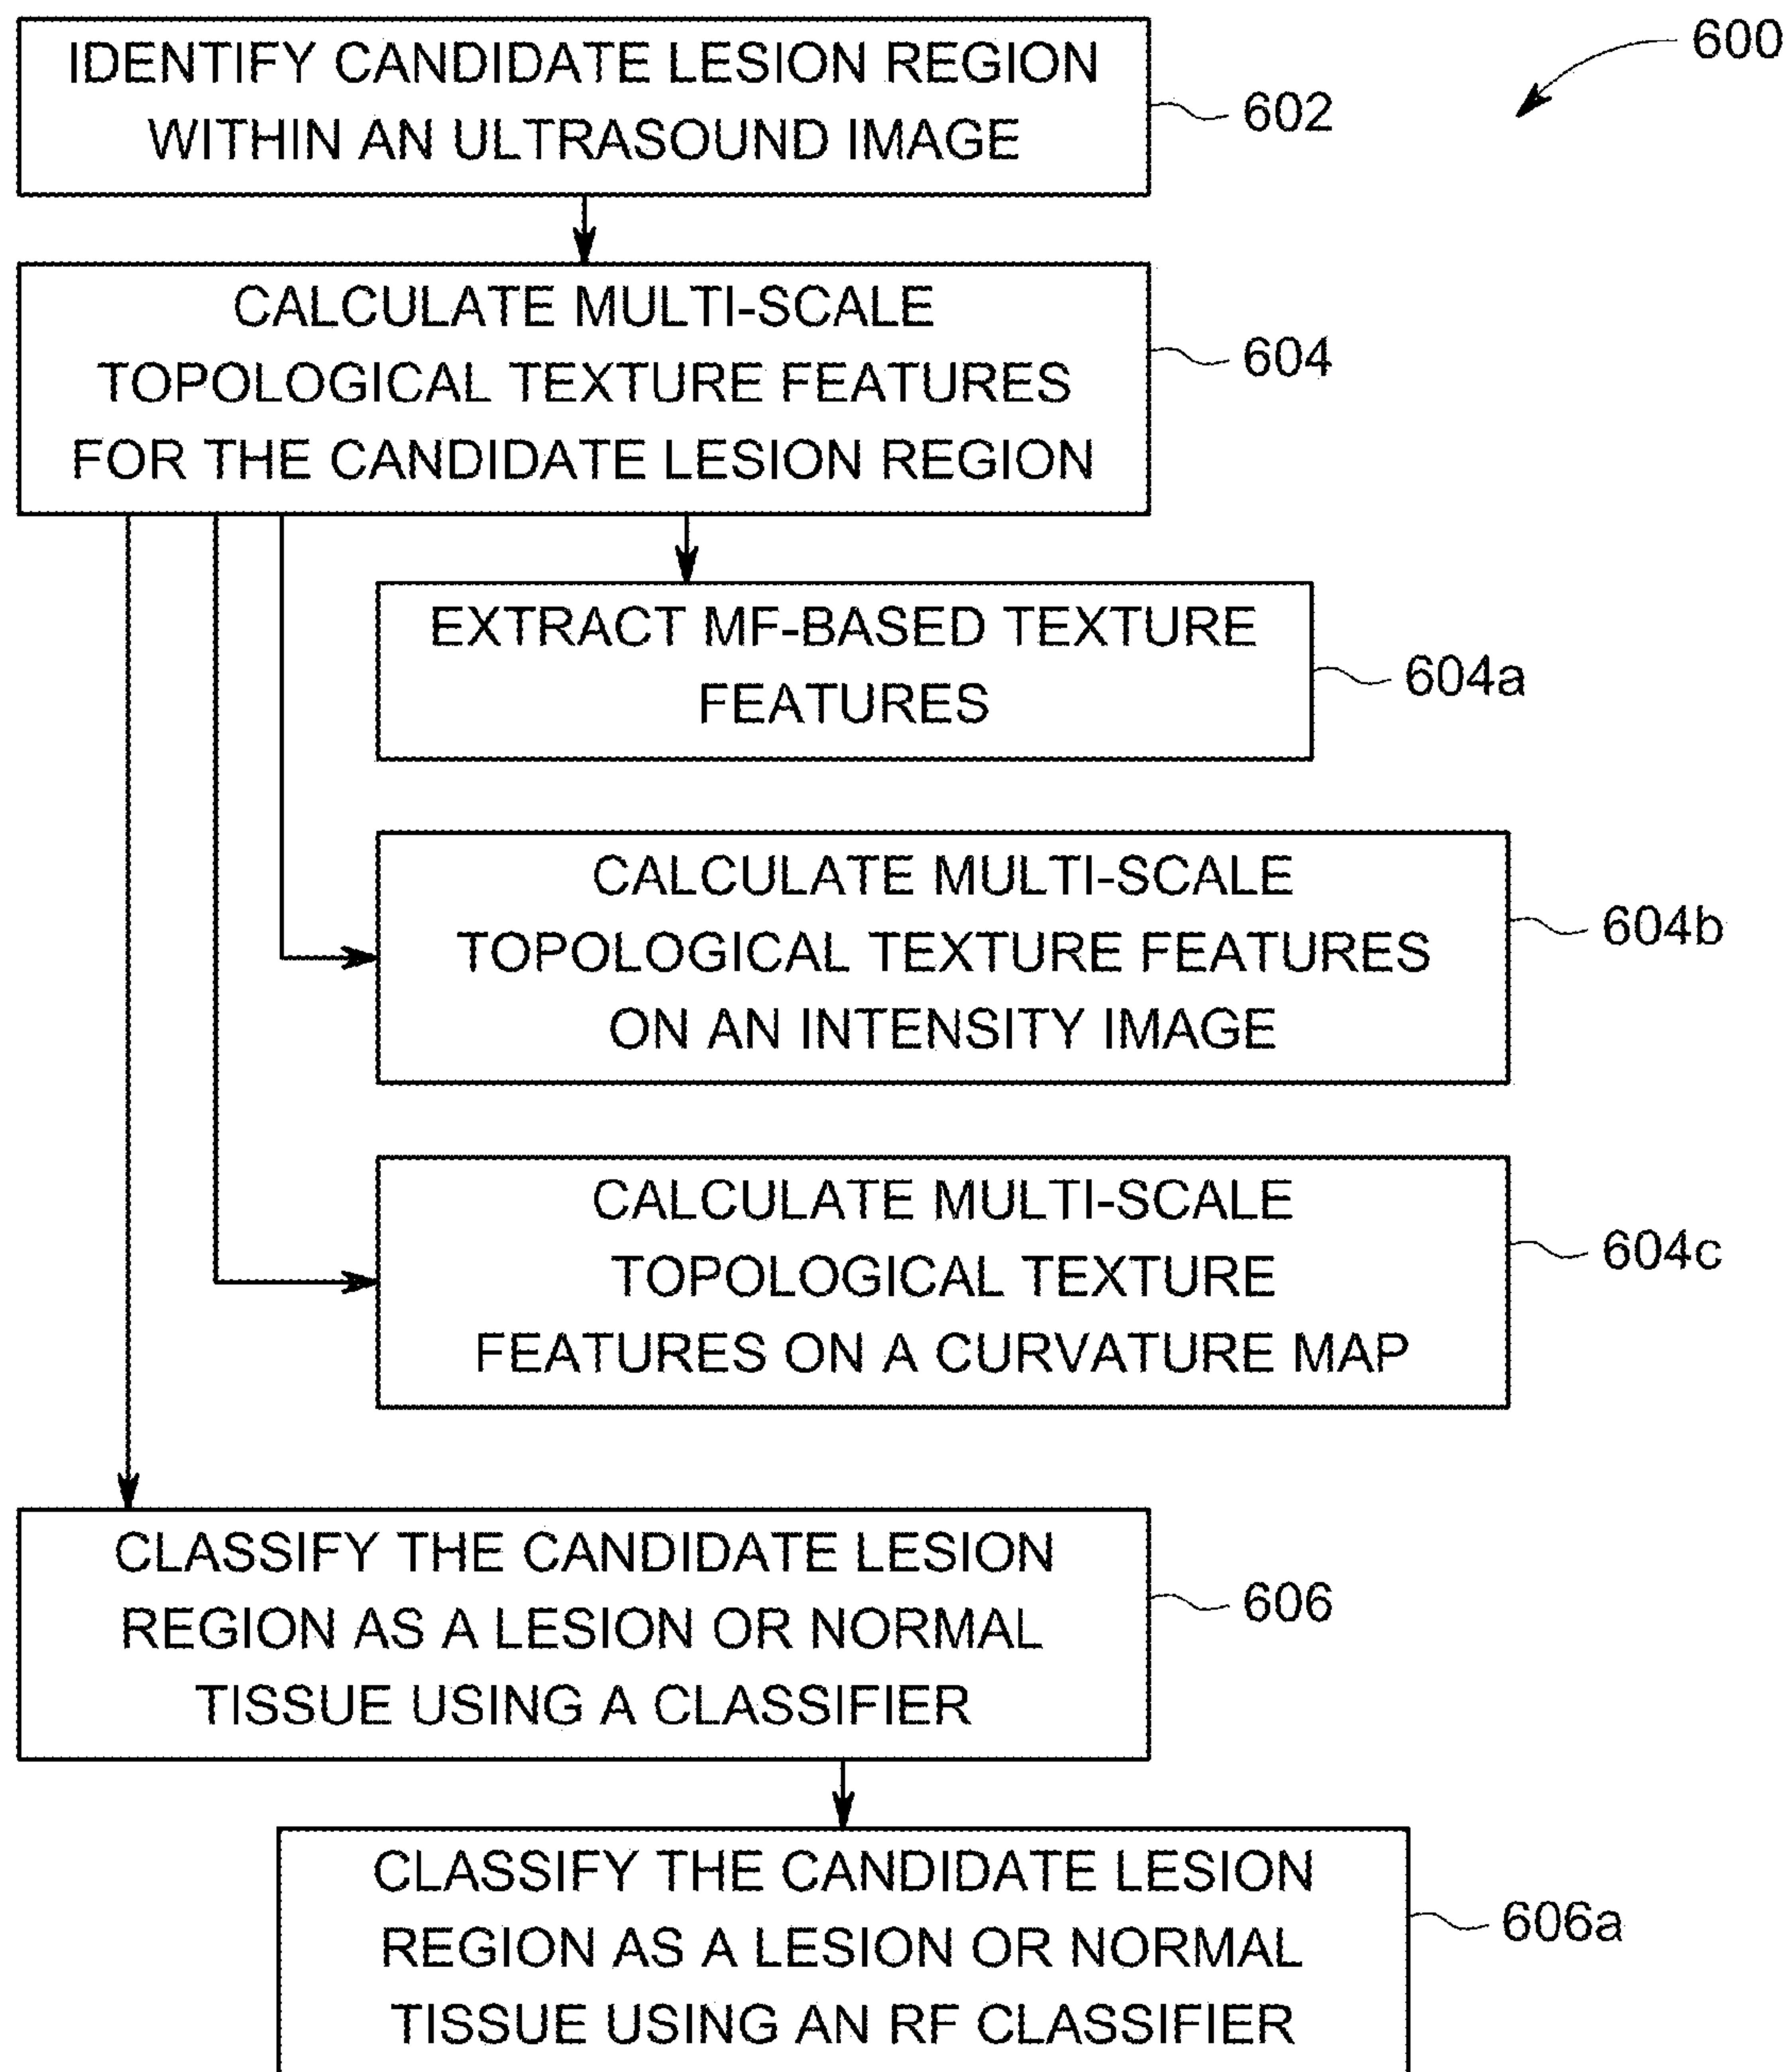 600
IDENTIFY CANDIDATE LESION REGION
WITHIN AN ULTRASOUND IMAGE
602
CALCULATE MULTI-SCALE
TOPOLOGICAL TEXTURE FEATURES
FOR THE CANDIDATE LESION REGION
604
EXTRACT MF-BASED TEXTURE
FEATURES
604a
CALCULATE MULTI-SCALE
TOPOLOGICAL TEXTURE FEATURES
ON AN INTENSITY IMAGE
604b
CALCULATE MULTI-SCALE
TOPOLOGICAL TEXTURE
FEATURES ON A CURVATURE MAP
604c
CLASSIFY THE CANDIDATE LESION
REGION AS A LESION OR NORMAL
TISSUE USING A CLASSIFIER
606
CLASSIFY THE CANDIDATE LESION
REGION AS A LESION OR NORMAL
TISSUE USING AN RF CLASSIFIER
606a